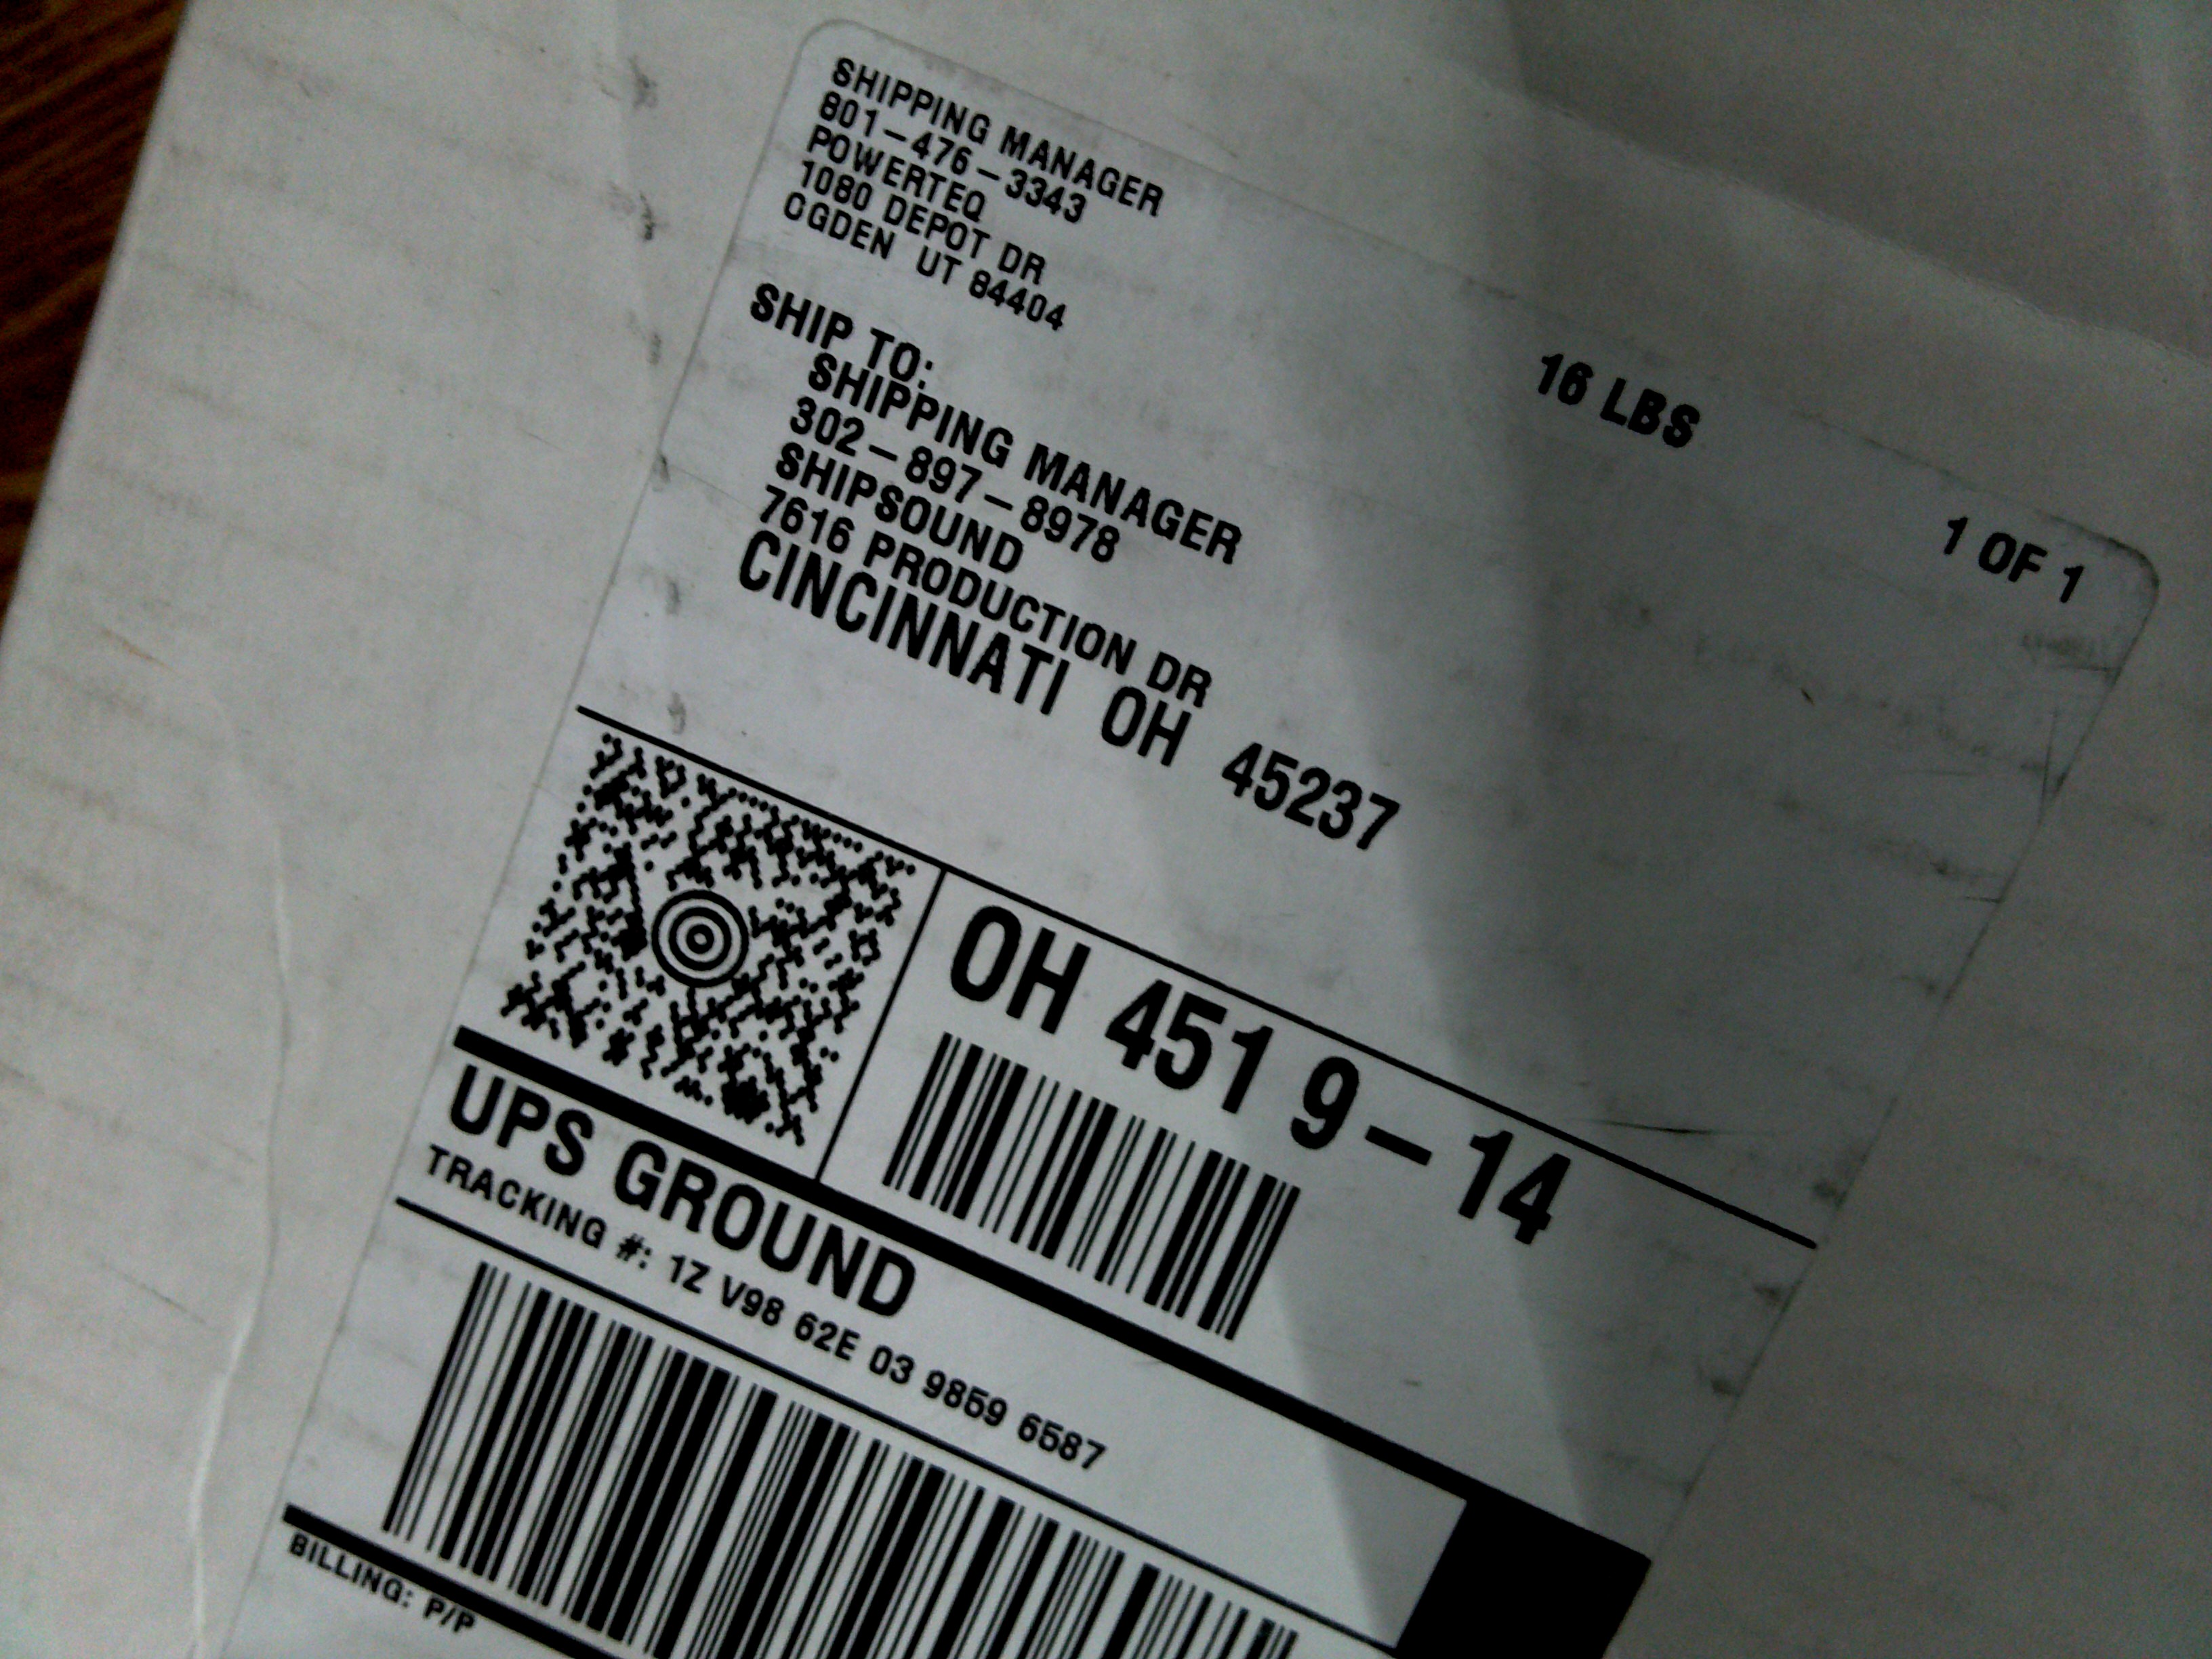 SHIPPING MANAGER
801-476-3343
POWERTEQ
1080 DEPOT DR
OGDEN UT 84404
16 LBS
1 OF 1
SHIP TO:
SHIPPING MANAGER
302-897-8978
SHIPSOUND
7616 PRODUCTION DR
CINCINNATI OH 45237
OH 451 9-14
UPS GROUND
TRACKING #: 1Z V98 62E 03 9859 6587
BILLING: P/P